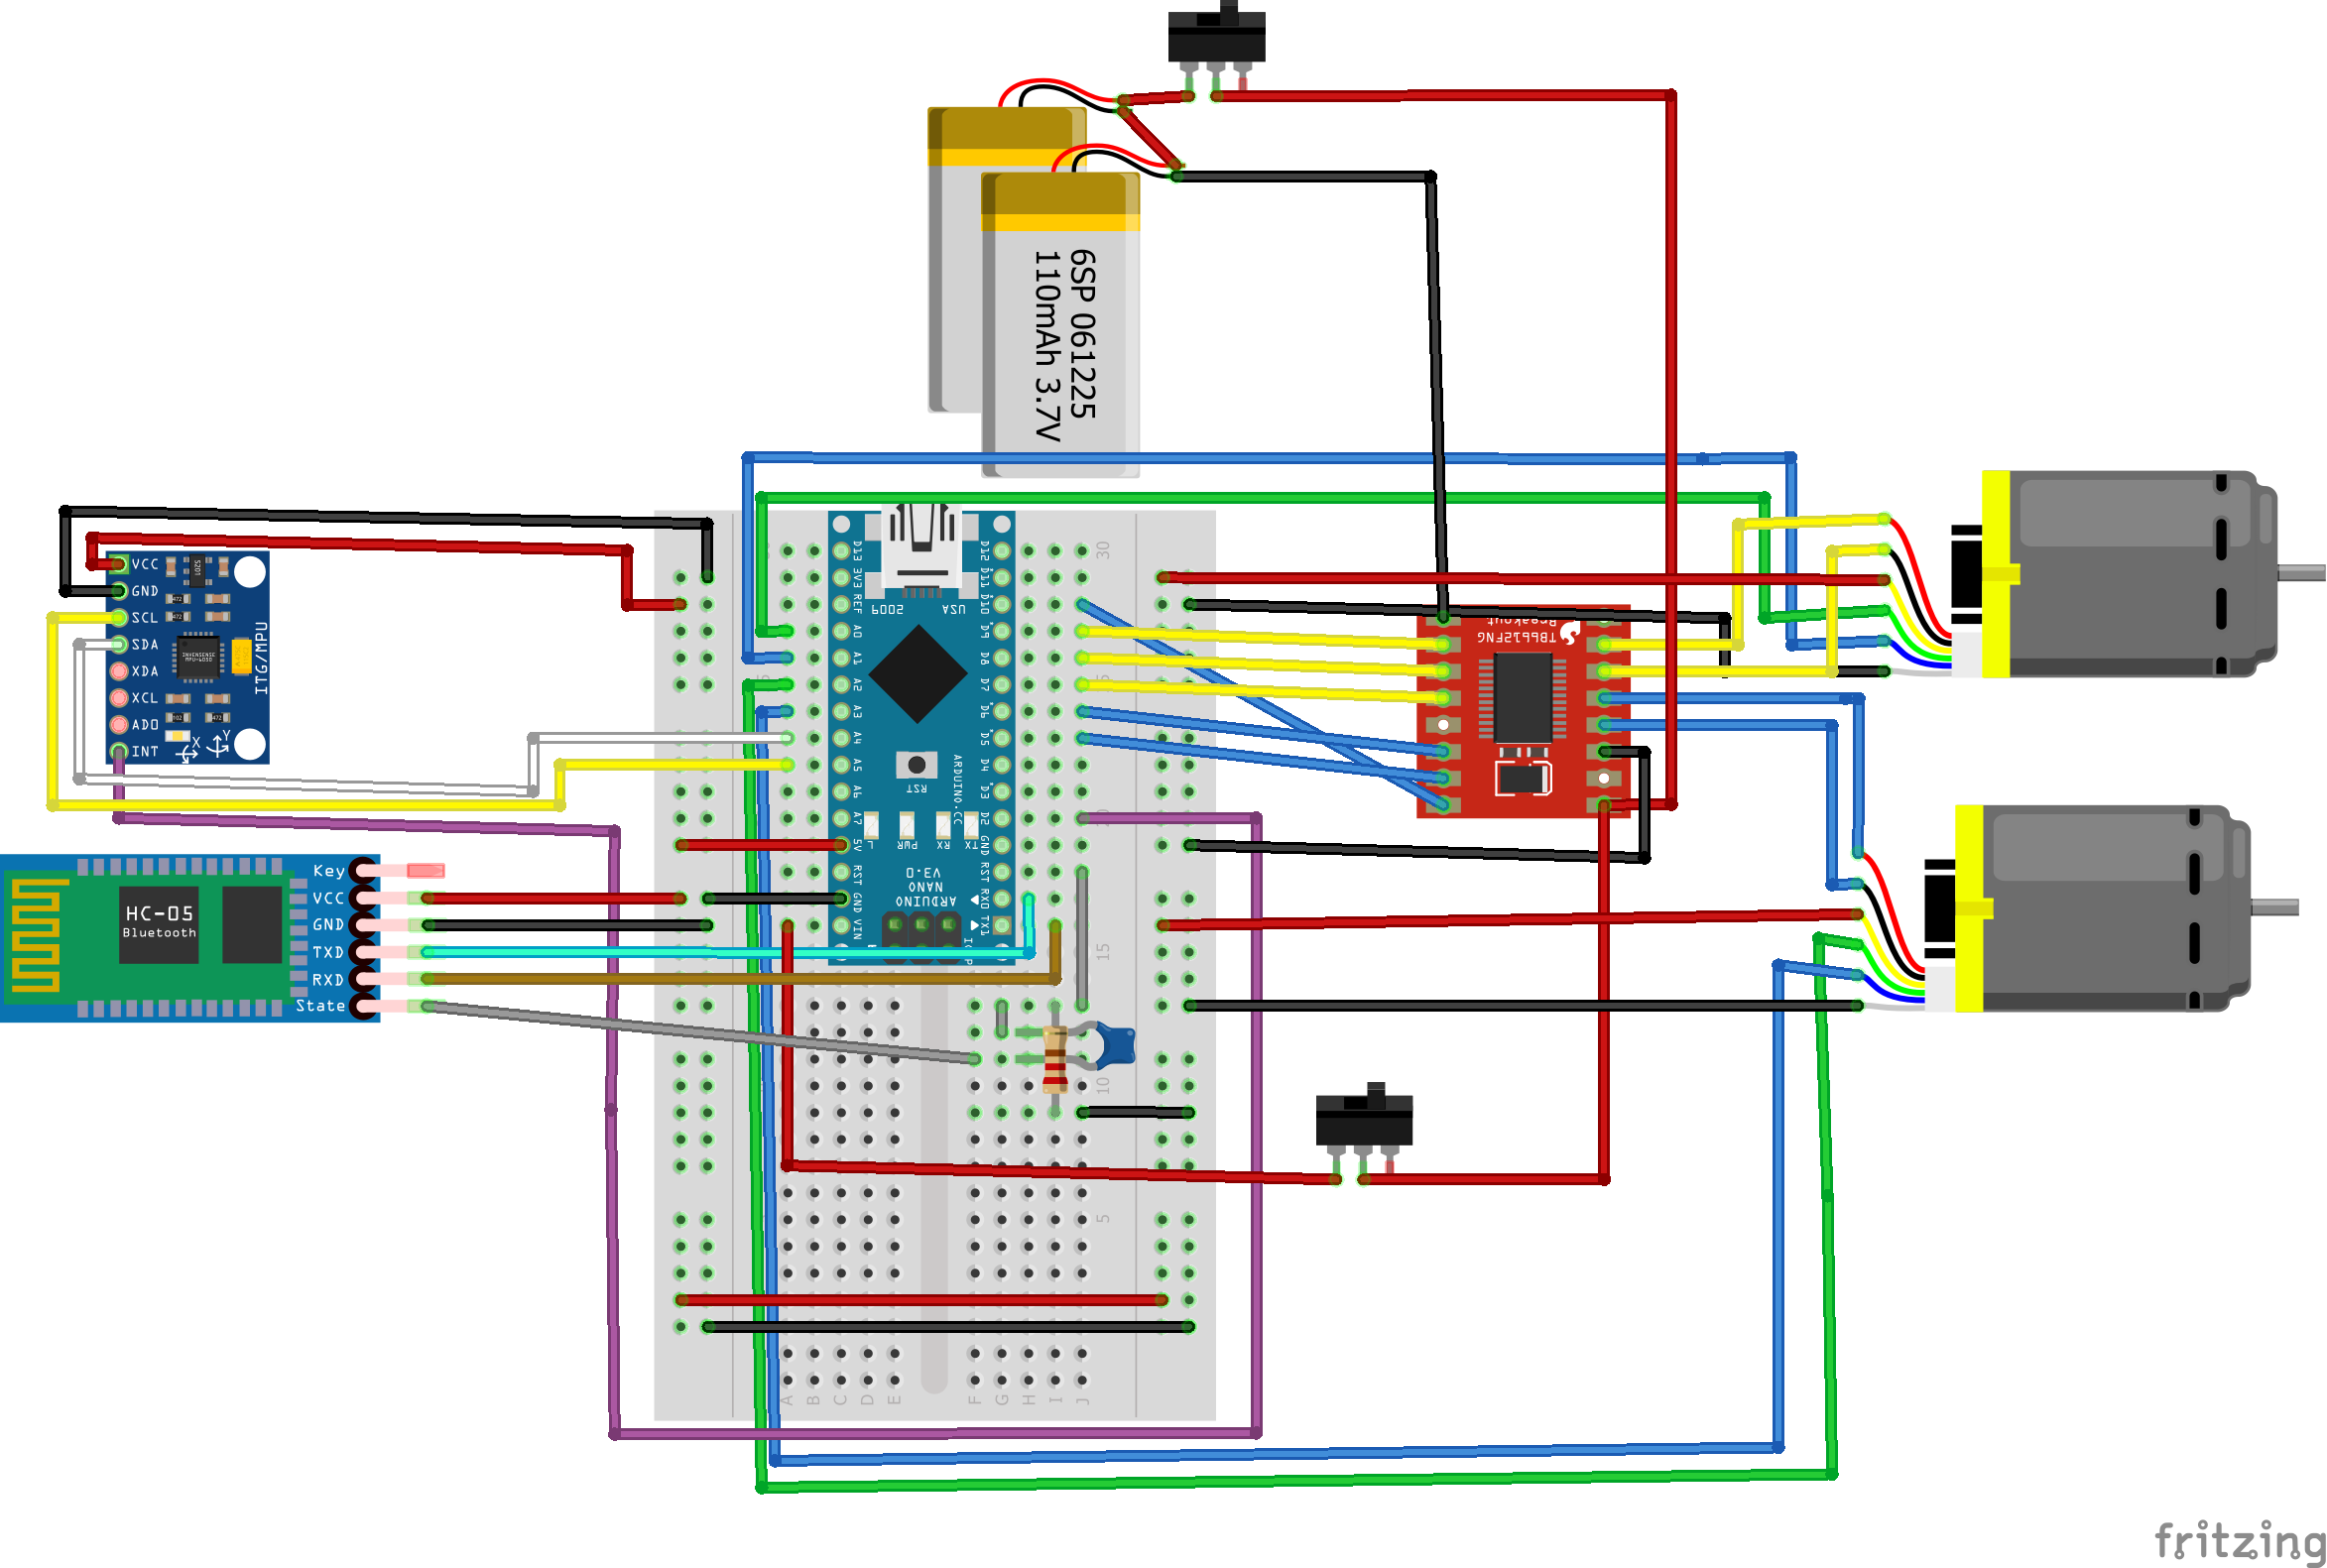 6SP 061225
110mAh 3.7V
VCC
GND
SCL
SDA
XDA
XCL
ADO
INT
ITG/MPU
X
Y
Key
VCC
GND
TXD
RXD
State
HC-05
Bluetooth
D13
3V3
REF
A0
A1
A2
A3
A4
A5
A6
A7
5V
RST
GND
VIN
D12
D11
D10
D9
D8
D7
D6
D5
D4
D3
D2
GND
RST
RX0
TX1
2009
USA
RST
ARDUINO.CC
L
PWR
RX
TX
V3.0
NANO
ARDUINO
TB6612FNG
Breakout
30
15
10
5
A
B
C
D
E
F
G
H
I
J
fritzing